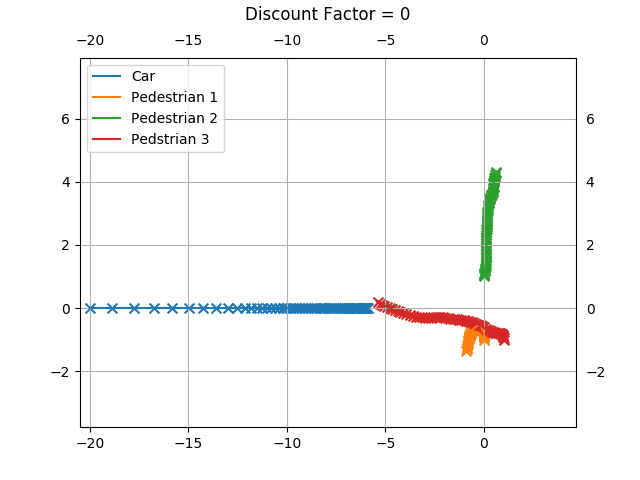 Discount Factor = 0
−20 −15 −10 −5 0
Car
Pedestrian 1
Pedestrian 2
Pedstrian 3
6 6
4 4
2 2
0 0
−2 −2
−20 −15 −10 −5 0